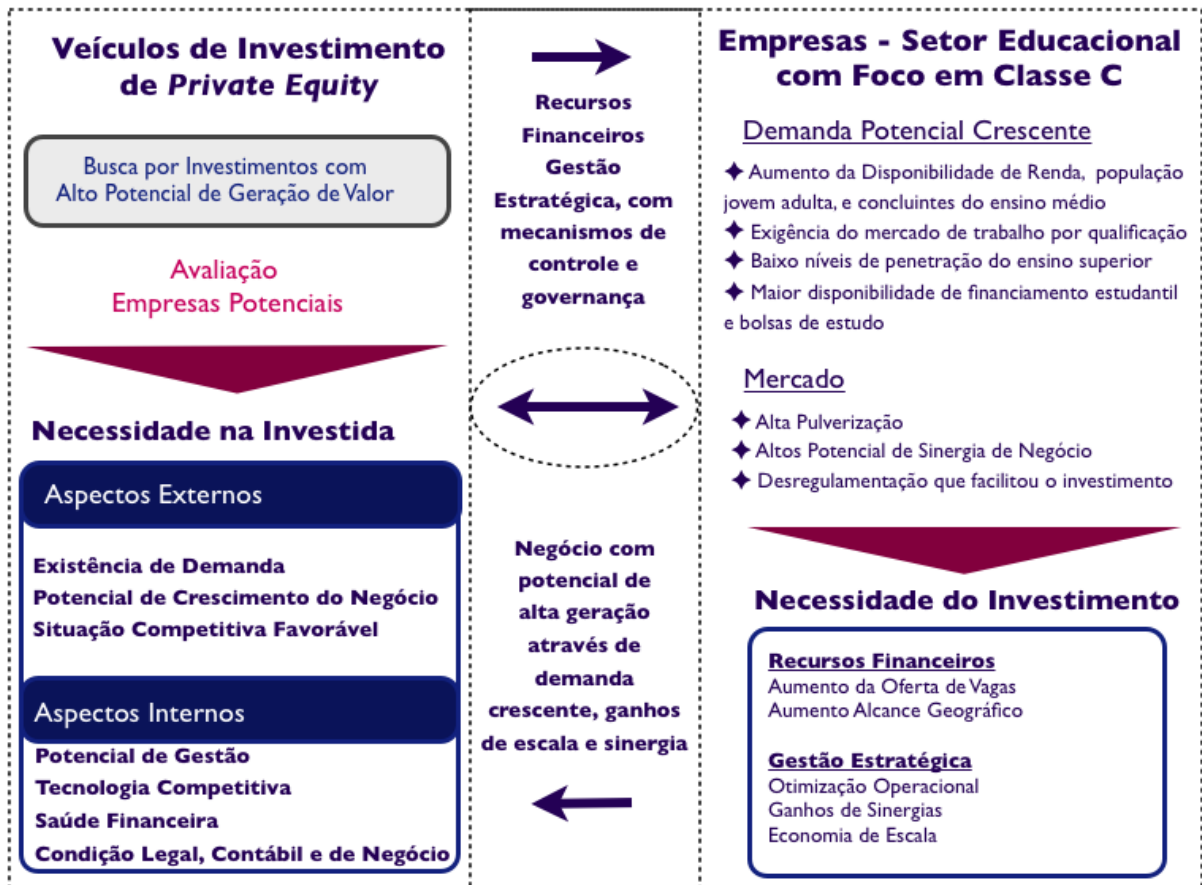 Veículos de Investimento
de Private Equity
Busca por Investimentos com
Alto Potencial de Geração de Valor
Avaliação
Empresas Potenciais
Necessidade na Investida
Aspectos Externos
Existência de Demanda
Potencial de Crescimento do Negócio
Situação Competitiva Favorável
Aspectos Internos
Potencial de Gestão
Tecnologia Competitiva
Saúde Financeira
Condição Legal, Contábil e de Negócio
Recursos
Financeiros
Gestão
Estratégica, com
mecanismos de
controle e
governança
Negócio com
potencial de
alta geração
através de
demanda
crescente, ganhos
de escala e sinergia
Empresas - Setor Educacional
com Foco em Classe C
Demanda Potencial Crescente
✦ Aumento da Disponibilidade de Renda, população
jovem adulta, e concluintes do ensino médio
✦ Exigência do mercado de trabalho por qualificação
✦ Baixo níveis de penetração do ensino superior
✦ Maior disponibilidade de financiamento estudantil
e bolsas de estudo
Mercado
✦ Alta Pulverização
✦ Altos Potencial de Sinergia de Negócio
✦ Desregulamentação que facilitou o investimento
Necessidade do Investimento
Recursos Financeiros
Aumento da Oferta de Vagas
Aumento Alcance Geográfico
Gestão Estratégica
Otimização Operacional
Ganhos de Sinergias
Economia de Escala